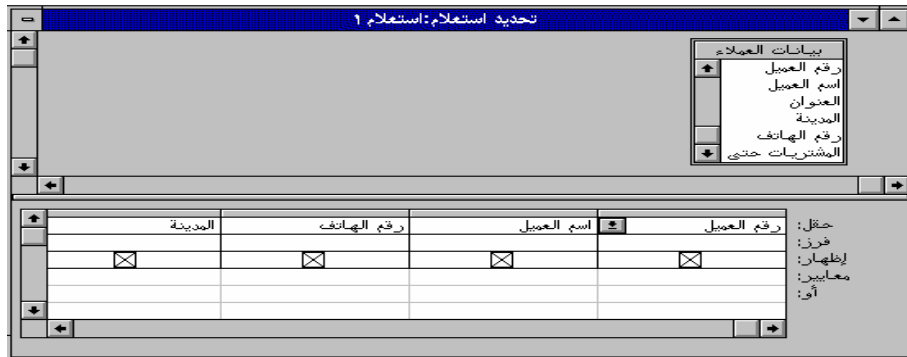 تحديد استعلام:استعلام ١
بيانات العملاء
رقم العميل
اسم العميل
العنوان
المدينة
رقم الهاتف
المشتريات حتى
حقل: رقم العميل اسم العميل رقم الهاتف المدينة
فرز:
إظهار:
معايير:
أو: